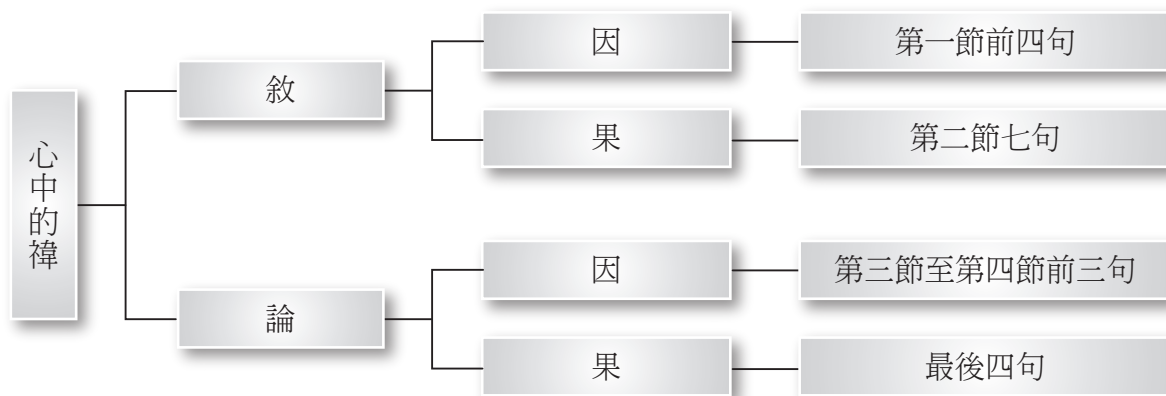 心中的禕
敘
因
第一節前四句
果
第二節七句
論
因
第三節至第四節前三句
果
最後四句